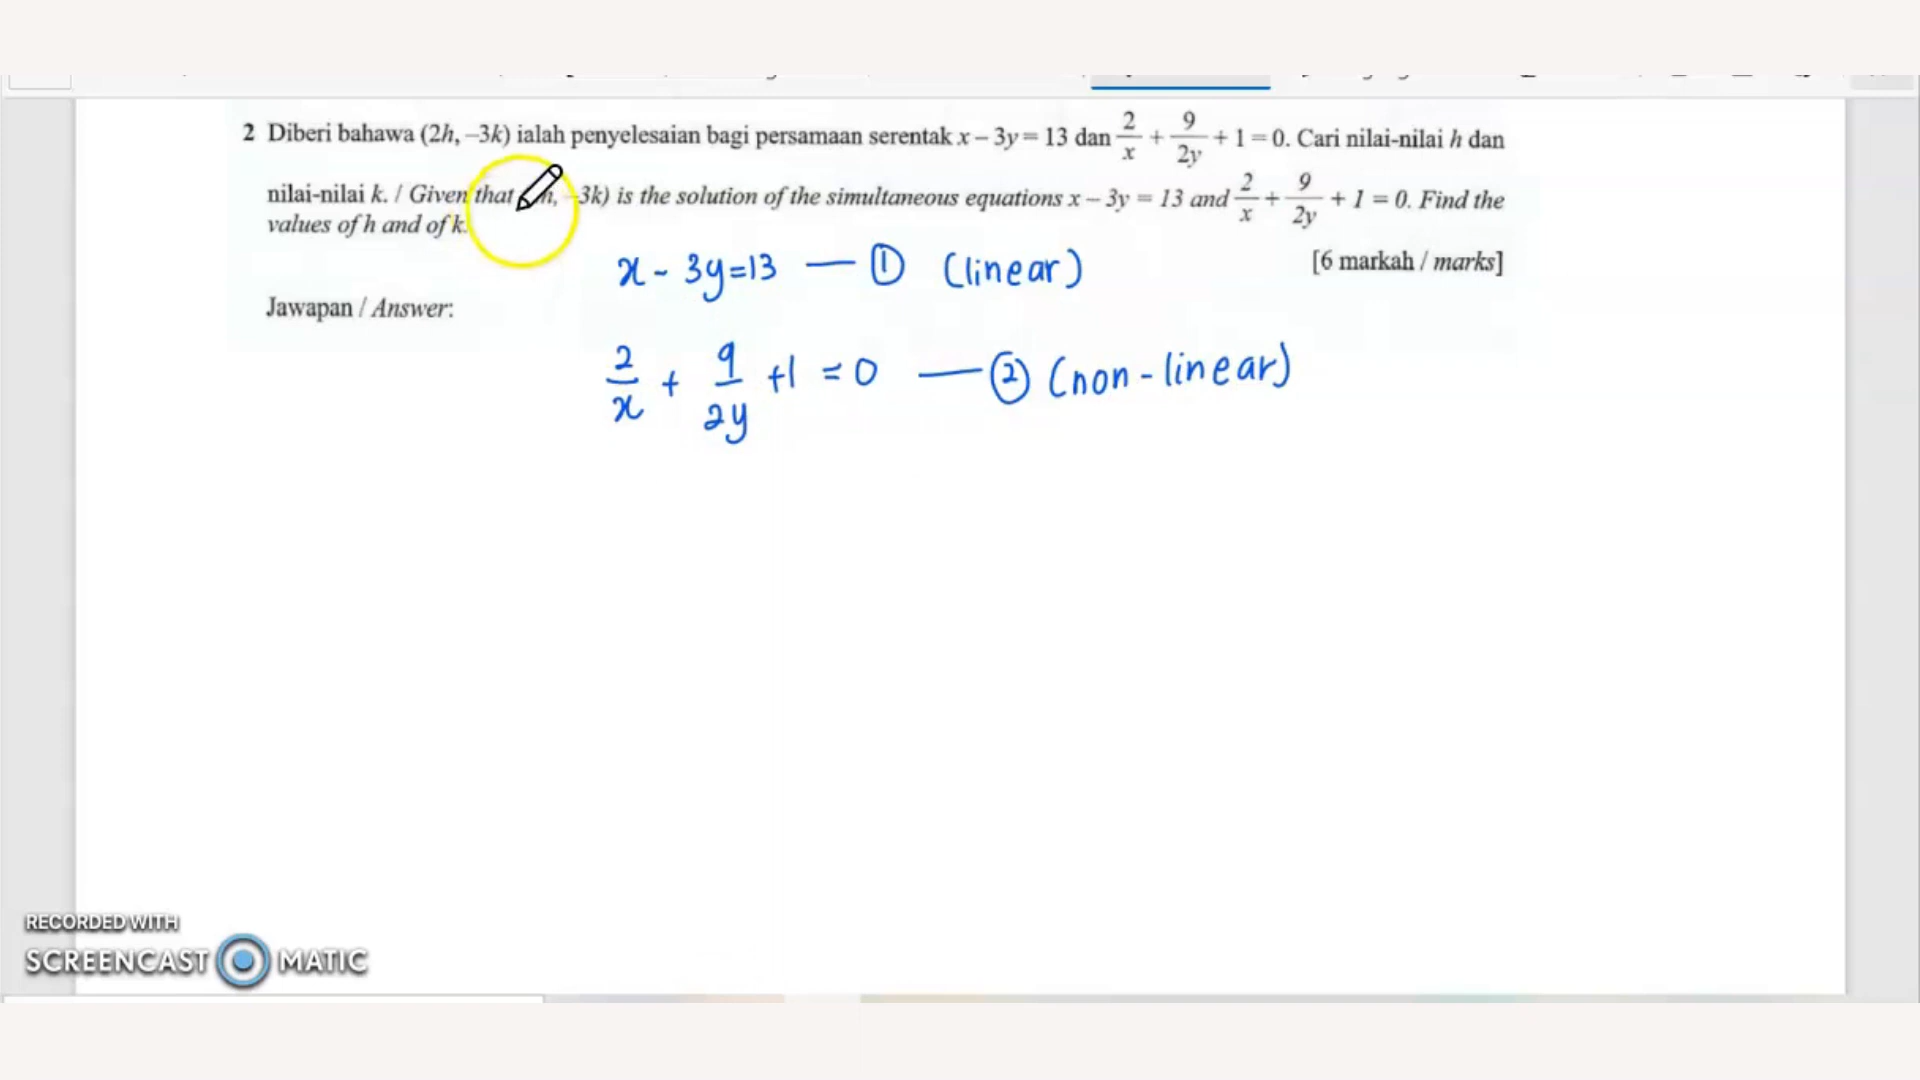 2 Diberi bahawa (2h, –3k) ialah penyelesaian bagi persamaan serentak x – 3y = 13 dan 2/x + 9/2y + 1 = 0. Cari nilai-nilai h dan
nilai-nilai k. / Given that h, –3k) is the solution of the simultaneous equations x – 3y = 13 and 2/x + 9/2y + 1 = 0. Find the
values of h and of k.
[6 markah / marks]
x - 3y = 13 — ① (linear)
Jawapan / Answer:
2/x + 9/2y + 1 = 0 — ② (non-linear)
RECORDED WITH
SCREENCAST MATIC